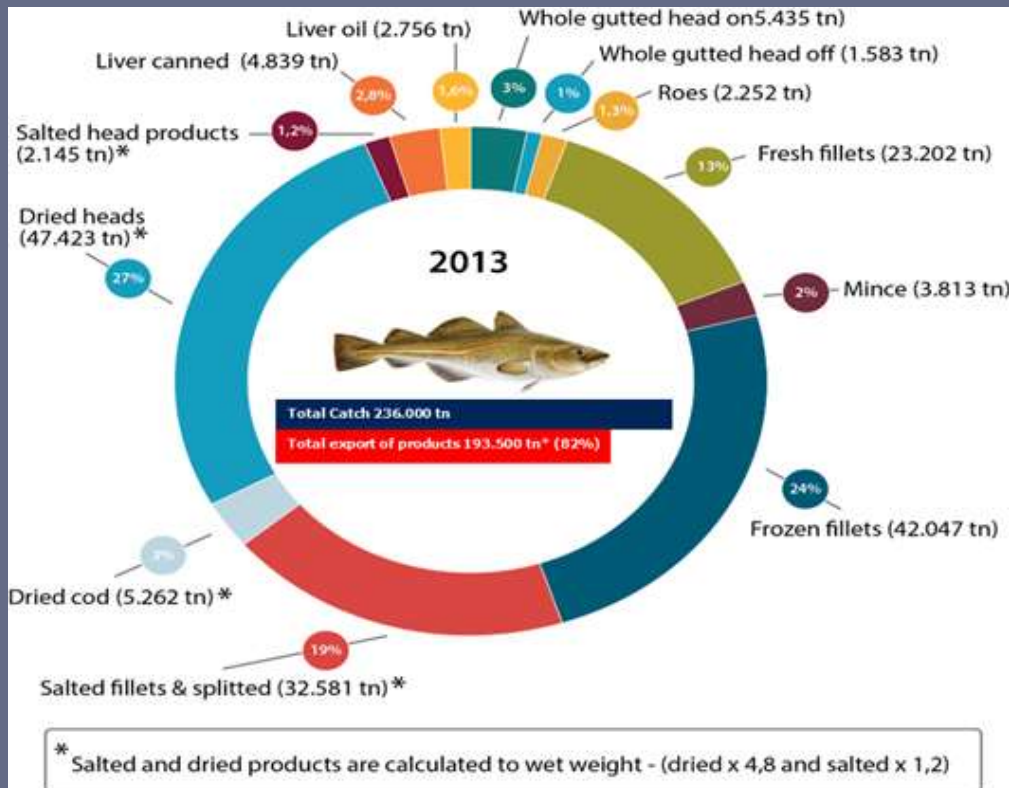 Whole gutted head on5.435 tn)
Liver oil (2.756 tn)
Whole gutted head off (1.583 tn)
Liver canned (4.839 tn)
Roes (2.252 tn)
2,8%
1,6%
3%
1%
1.3%
Salted head products
(2.145 tn)*
1,2%
Fresh fillets (23.202 tn)
13%
Dried heads
(47.423 tn)*
27%
2013
2%
Mince (3.813 tn)
Total Catch 236.000 tn
Total export of products 193.500 tn* (82%)
24%
Frozen fillets (42.047 tn)
3%
Dried cod (5.262 tn)*
19%
Salted fillets & splitted (32.581 tn)*
* Salted and dried products are calculated to wet weight - (dried x 4,8 and salted x 1,2)